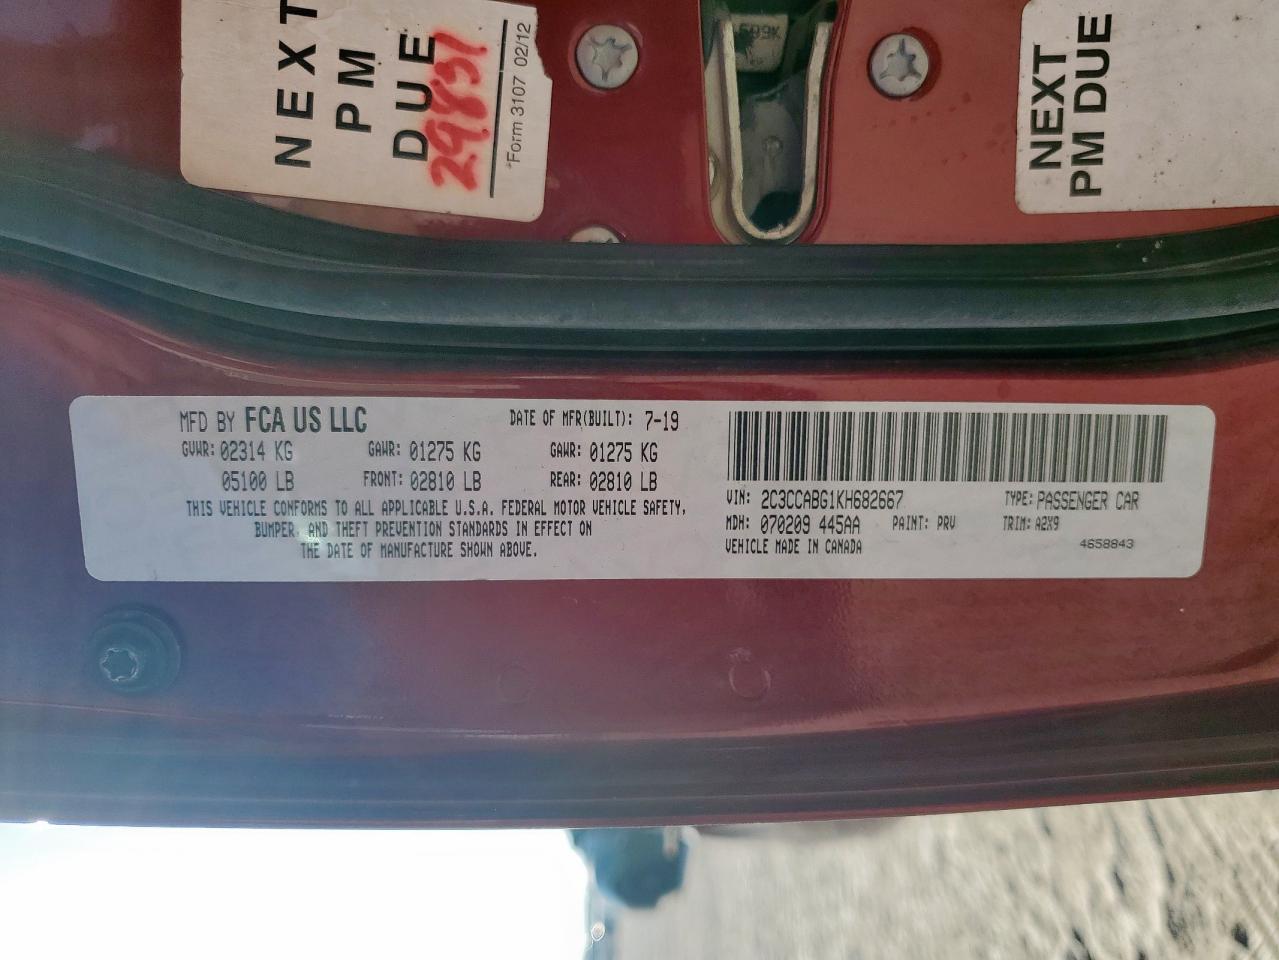 NEXT
PM
DUE
29851
*Form 3107 02/12
NEXT
PM DUE
MFD BY FCA US LLC
DATE OF MFR(BUILT): 7-19
GVWR: 02314 KG GAWR: 01275 KG GAWR: 01275 KG
05100 LB FRONT: 02810 LB REAR: 02810 LB
THIS VEHICLE CONFORMS TO ALL APPLICABLE U.S.A. FEDERAL MOTOR VEHICLE SAFETY,
BUMPER, AND THEFT PREVENTION STANDARDS IN EFFECT ON
THE DATE OF MANUFACTURE SHOWN ABOVE.
VIN: 2C3CCABG1KH682667 TYPE: PASSENGER CAR
MDH: 070209 445AA PAINT: PRV TRIM: A2X9
VEHICLE MADE IN CANADA 4658843